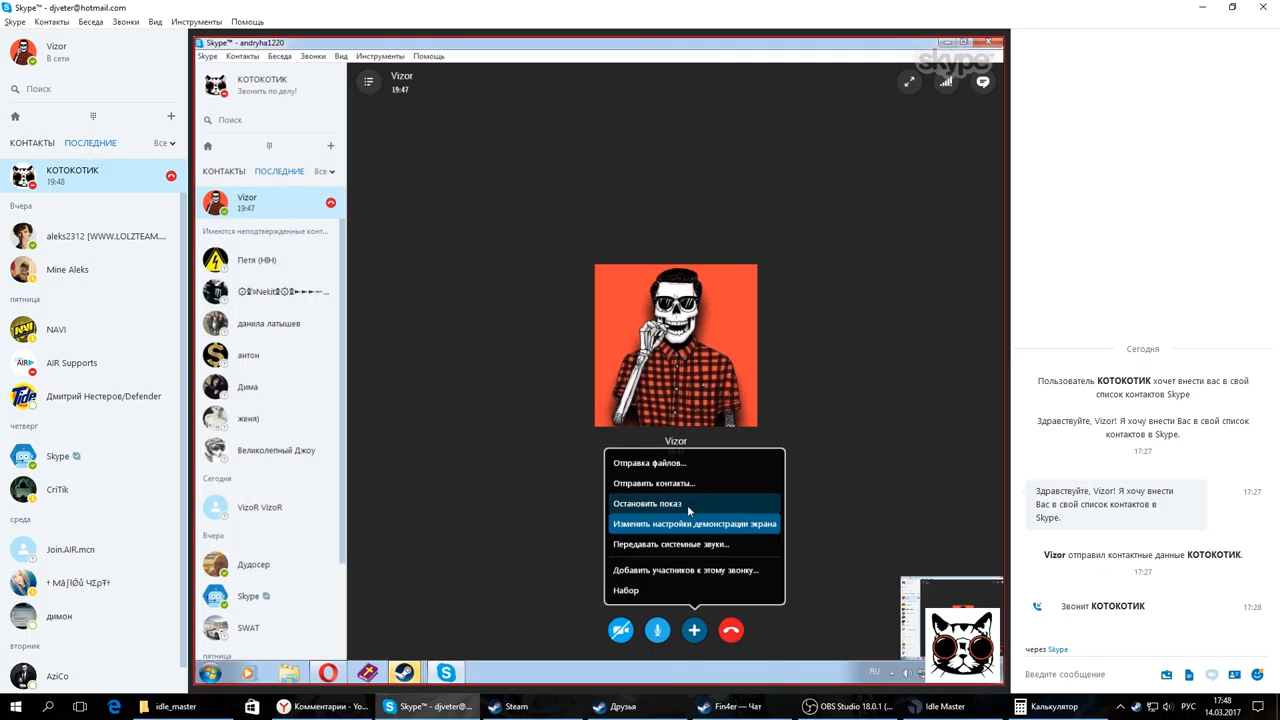 Skype™ - djveter@hotmail.com
Skype Контакты Беседа Звонки Вид Инструменты Помощь
Vizor
В сети
Поиск
КОНТАКТЫ ПОСЛЕДНИЕ Все
КОТОКОТИК
19:48
Вчера
aleks2312 [WWW.LOLZTEAM....
Mine Aleks
пятница
NAVI
AIR Supports
Дмитрий Нестеров/Defender
четверг
Skype
CriTik
среда
Join.AIR.mcn
димон
вторник
AziCo
Skype™ - andryha1220
Skype Контакты Беседа Звонки Вид Инструменты Помощь
КОТОКОТИК
Звонить по делу!
Поиск
КОНТАКТЫ ПОСЛЕДНИЕ Все
Vizor
19:47
Имеются неподтвержденные конт...
Петя (НІН)
данила латышев
антон
Дима
женя)
Великолепный Джоу
Сегодня
VizoR VizoR
Вчера
Дудосер
Skype
SWAT
пятница
Vizor
19:47
skype
Vizor
Отправка файлов...
Отправить контакты...
Остановить показ
Изменить настройки демонстрации экрана
Передавать системные звуки...
Добавить участников к этому звонку...
Набор
RU
Сегодня
Пользователь КОТОКОТИК хочет внести вас в свой
список контактов Skype
Здравствуйте, Vizor! Я хочу внести Вас в свой список
контактов в Skype.
17:27
Здравствуйте, Vizor! Я хочу внести
Вас в свой список контактов в
Skype.
17:27
Vizor отправил контактные данные КОТОКОТИК.
17:27
Звонит КОТОКОТИК 17:28
через Skype
Введите сообщение
idle_master
Комментарии - Yo...
Skype™ - djveter@...
Steam
Друзья
Fin4er — Чат
OBS Studio 18.0.1 (...
Idle Master
Калькулятор
РУС
17:48
14.03.2017